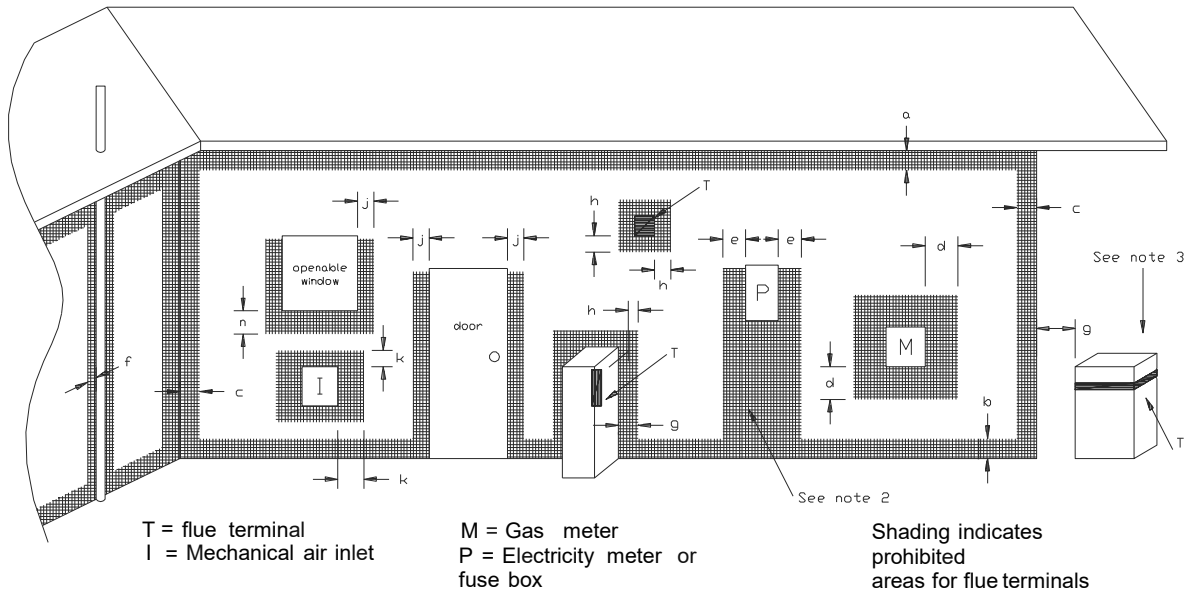 a
T
j
h
c
j
j
e
e
d
openable
window
h
See note 3
P
door
h
n
g
k
M
T
f
I
d
c
b
g
T
k
See note 2
T = flue terminal
I = Mechanical air inlet
M = Gas meter
P = Electricity meter or
fuse box
Shading indicates
prohibited
areas for flue terminals